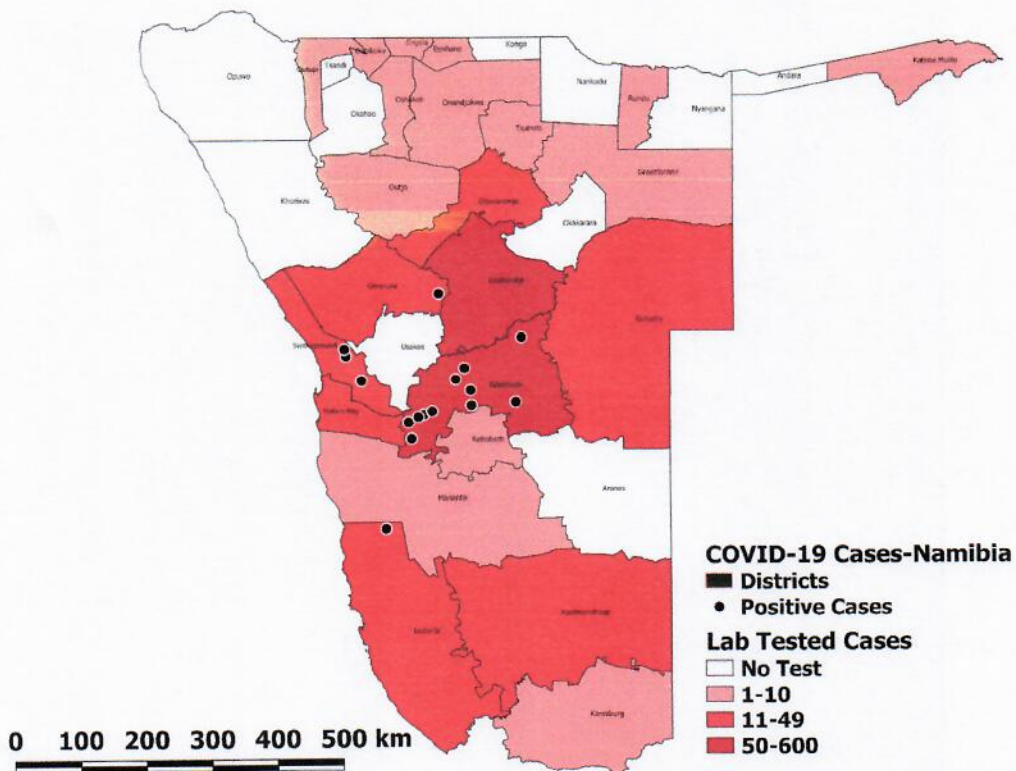 Engela
Eenhana
Kongo
Opuwo
Tsandi
Nankudu
Rundu
Andara
Katima Mulilo
Okahao
Oshakati
Onandjokwe
Nyangana
Tsumeb
Grootfontein
Outjo
Khorixas
Otjiwarongo
Okakarara
Omaruru
Okahandja
Gobabis
Swakopmund
Usakos
Windhoek
Walvis Bay
Rehoboth
Aranos
Mariental
COVID-19 Cases-Namibia
Districts
Positive Cases
Lab Tested Cases
No Test
1-10
11-49
50-600
Luderitz
Keetmanshoop
Karasburg
0 100 200 300 400 500 km